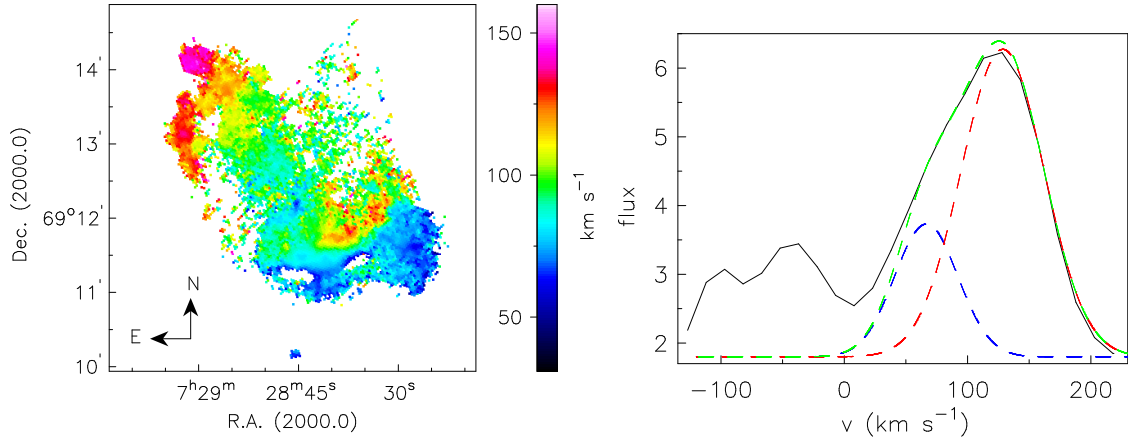 Dec. (2000.0)
14′
13′
69°12′
11′
10′
N
E
7ʰ29ᵐ
28ᵐ45ˢ
30ˢ
R.A. (2000.0)
150
100
50
km s⁻¹
flux
6
5
4
3
2
−100
0
100
200
v (km s⁻¹)